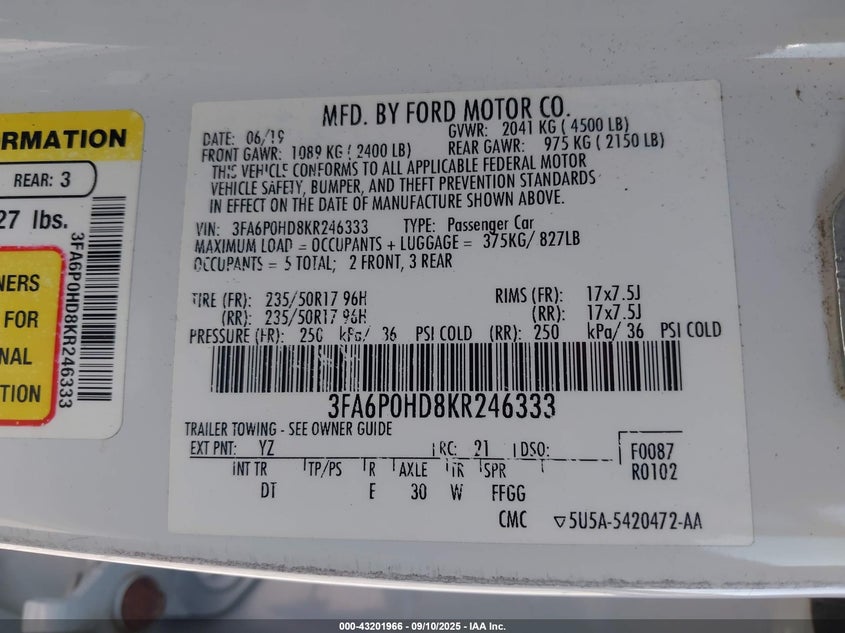 ORMATION
REAR: 3
27 lbs.
3FA6P0HD8KR246333
NERS
FOR
NAL
TION
MFD. BY FORD MOTOR CO.
DATE: 06/19 GVWR: 2041 KG ( 4500 LB)
FRONT GAWR: 1089 KG ( 2400 LB) REAR GAWR: 975 KG ( 2150 LB)
THIS VEHICLE CONFORMS TO ALL APPLICABLE FEDERAL MOTOR
VEHICLE SAFETY, BUMPER, AND THEFT PREVENTION STANDARDS
IN EFFECT ON THE DATE OF MANUFACTURE SHOWN ABOVE.
VIN: 3FA6P0HD8KR246333 TYPE: Passenger Car
MAXIMUM LOAD = OCCUPANTS + LUGGAGE = 375KG/ 827LB
OCCUPANTS = 5 TOTAL; 2 FRONT, 3 REAR
TIRE (FR): 235/50R17 96H RIMS (FR): 17x7.5J
(RR): 235/50R17 96H (RR): 17x7.5J
PRESSURE (FR): 250 kPa/ 36 PSI COLD (RR): 250 kPa/ 36 PSI COLD
3FA6P0HD8KR246333
TRAILER TOWING - SEE OWNER GUIDE
EXT PNT: YZ RC: 21 DSO: F0087
R0102
INT TR TP/PS R AXLE TR SPR
DT E 30 W FFGG
CMC ▽5U5A-5420472-AA
000-43201966 - 09/10/2025 - IAA Inc.